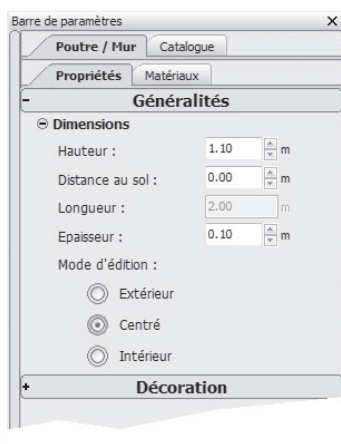 Barre de paramètres X
Poutre / Mur Catalogue
Propriétés Matériaux
- Généralités
Dimensions
Hauteur : 1.10 m
Distance au sol : 0.00 m
Longueur : 2.00 m
Epaisseur : 0.10 m
Mode d'édition :
Extérieur
Centré
Intérieur
+ Décoration